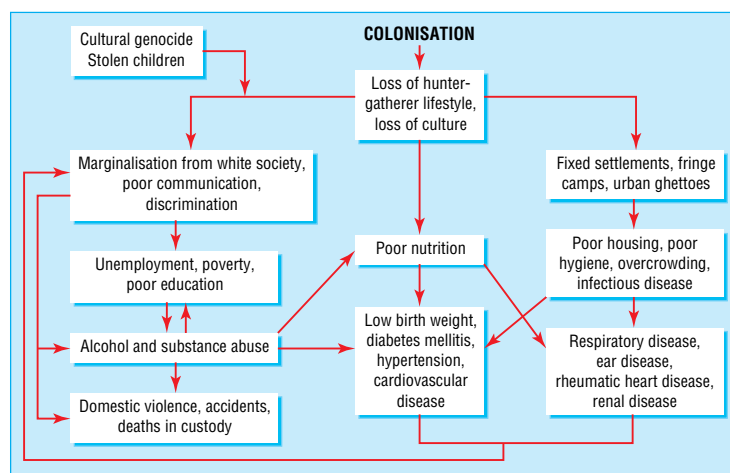 Cultural genocide
Stolen children
COLONISATION
Loss of hunter-
gatherer lifestyle,
loss of culture
Marginalisation from white society,
poor communication,
discrimination
Fixed settlements, fringe
camps, urban ghettoes
Unemployment, poverty,
poor education
Poor nutrition
Poor housing, poor
hygiene, overcrowding,
infectious disease
Alcohol and substance abuse
Low birth weight,
diabetes mellitis,
hypertension,
cardiovascular
disease
Respiratory disease,
ear disease,
rheumatic heart disease,
renal disease
Domestic violence, accidents,
deaths in custody